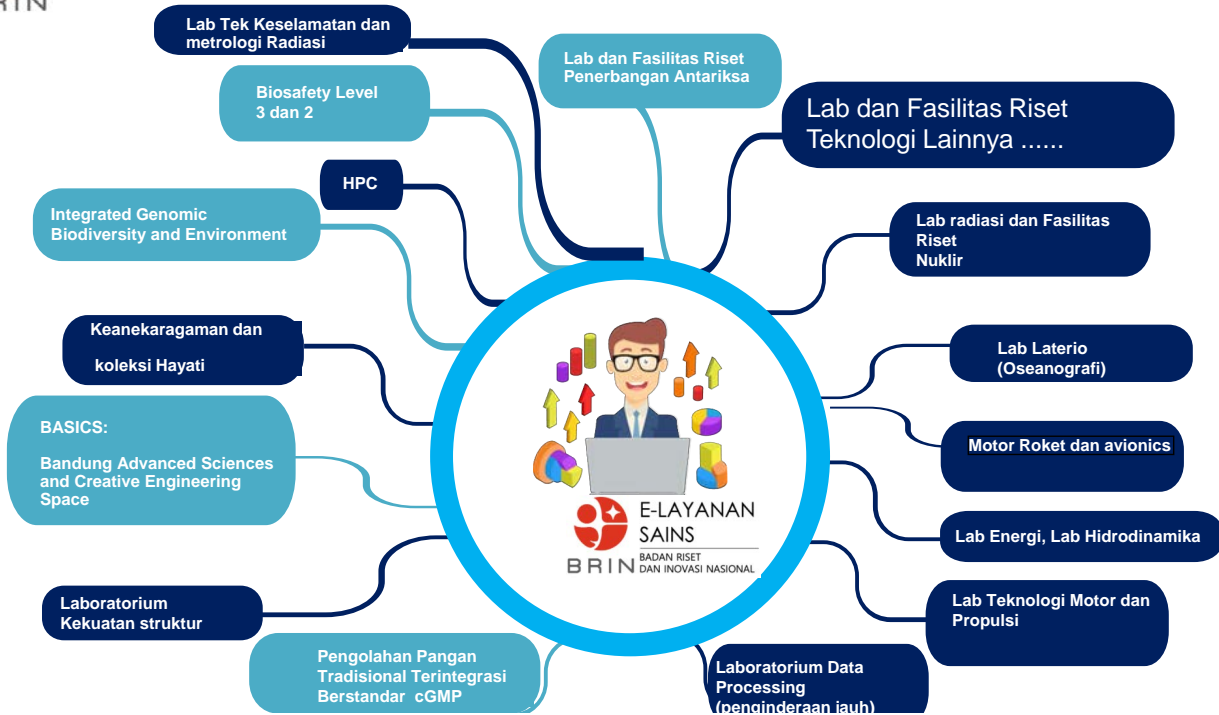 BRIN
Lab Tek Keselamatan dan
metrologi Radiasi
Lab dan Fasilitas Riset
Penerbangan Antariksa
Biosafety Level
3 dan 2
Lab dan Fasilitas Riset
Teknologi Lainnya ......
HPC
Integrated Genomic
Biodiversity and Environment
Lab radiasi dan Fasilitas
Riset
Nuklir
Keanekaragaman dan
koleksi Hayati
Lab Laterio
(Oseanografi)
BASICS:
Bandung Advanced Sciences
and Creative Engineering
Space
Motor Roket dan avionics
E-LAYANAN
SAINS
BRIN
BADAN RISET
DAN INOVASI NASIONAL
Lab Energi, Lab Hidrodinamika
Laboratorium
Kekuatan struktur
Lab Teknologi Motor dan
Propulsi
Pengolahan Pangan
Tradisional Terintegrasi
Berstandar cGMP
Laboratorium Data
Processing
(penginderaan jauh)